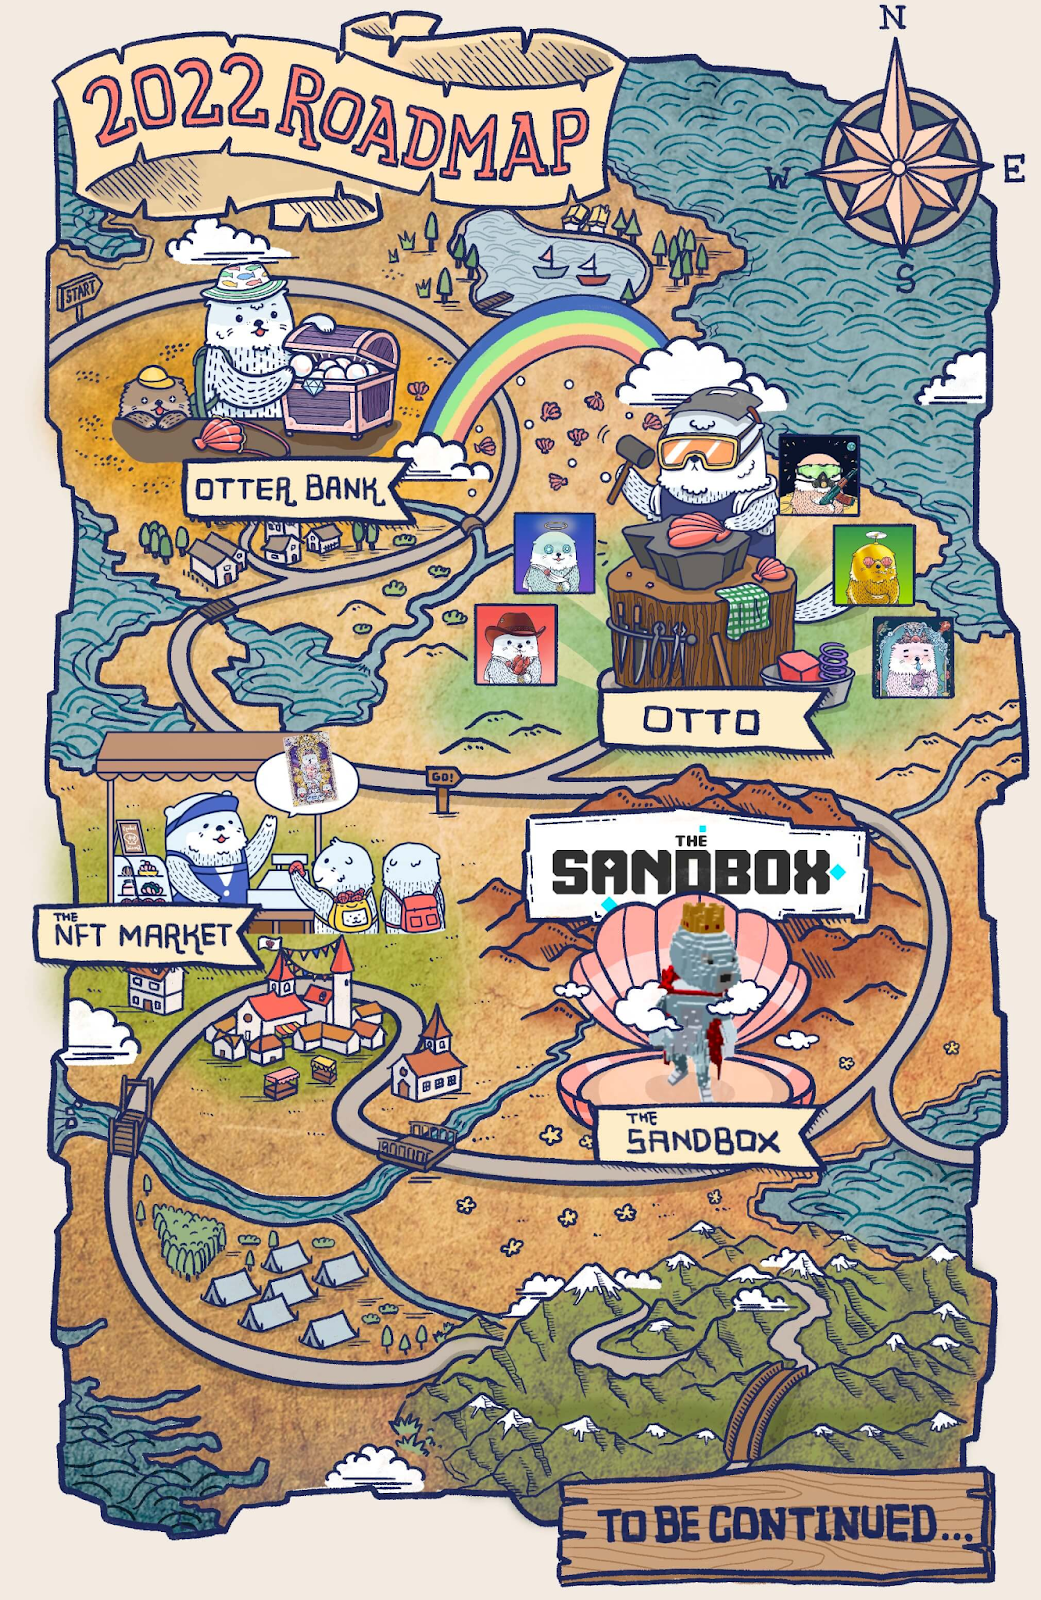 2022 ROADMAP
N
W
E
S
START
OTTER BANK
OTTO
GO!
THE
SANDBOX
THE
NFT MARKET
THE
SANDBOX
TO BE CONTINUED...